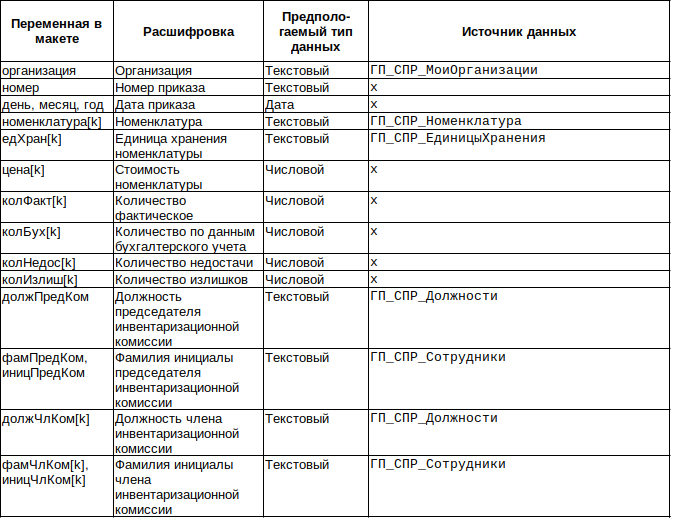 Переменная в макете | Расшифровка | Предполо-гаемый тип данных | Источник данных
организация | Организация | Текстовый | ГП_СПР_МоиОрганизации
номер | Номер приказа | Текстовый | х
день, месяц, год | Дата приказа | Дата | х
номенклатура[k] | Номенклатура | Текстовый | ГП_СПР_Номенклатура
едХран[k] | Единица хранения номенклатуры | Текстовый | ГП_СПР_ЕдиницыХранения
цена[k] | Стоимость номенклатуры | Числовой | х
колФакт[k] | Количество фактическое | Числовой | х
колБух[k] | Количество по данным бухгалтерского учета | Числовой | х
колНедос[k] | Количество недостачи | Числовой | х
колИзлиш[k] | Количество излишков | Числовой | х
должПредКом | Должность председателя инвентаризационной комиссии | Текстовый | ГП_СПР_Должности
фамПредКом, иницПредКом | Фамилия инициалы председателя инвентаризационной комиссии | Текстовый | ГП_СПР_Сотрудники
должЧлКом[k] | Должность члена инвентаризационной комиссии | Текстовый | ГП_СПР_Должности
фамЧлКом[k], иницЧлКом[k] | Фамилия инициалы члена инвентаризационной комиссии | Текстовый | ГП_СПР_Сотрудники